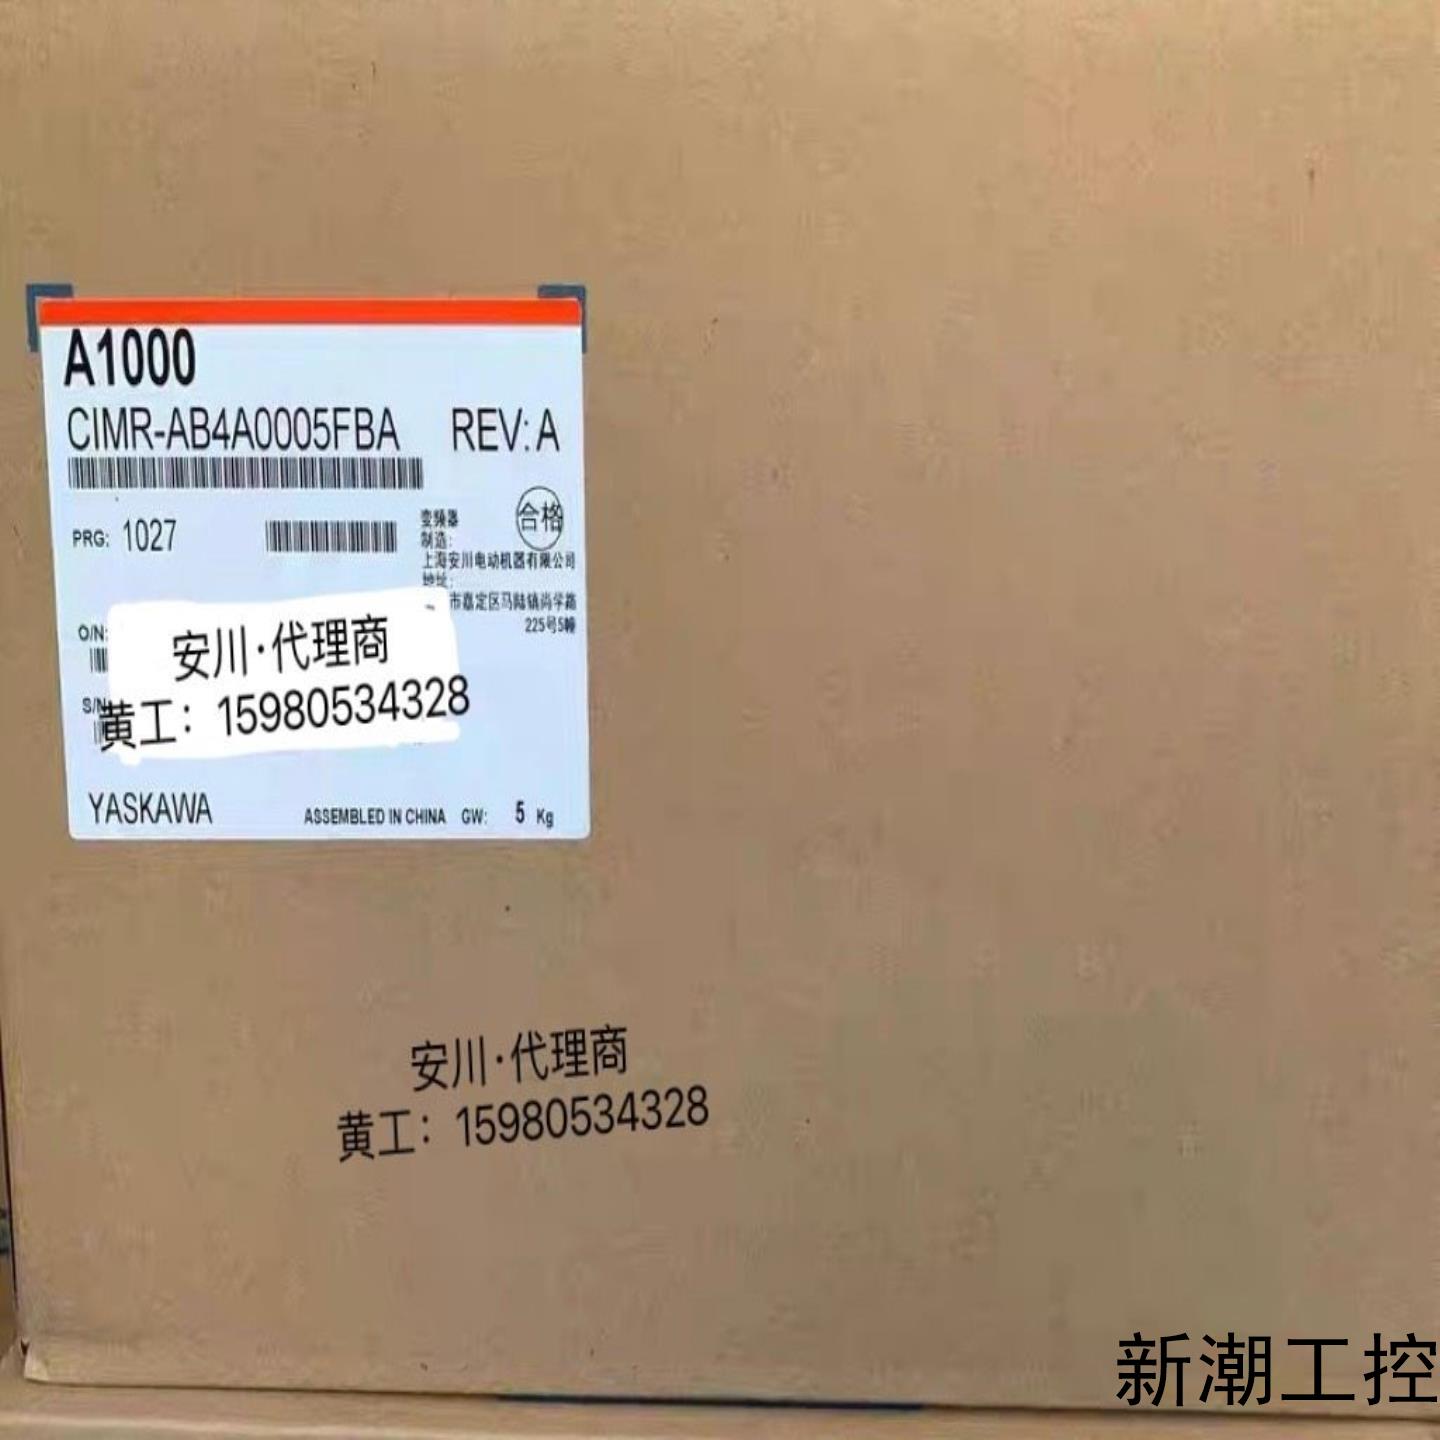 A1000
CIMR-AB4A0005FBA REV: A
PRG: 1027
变频器
合格
制造:
上海安川电动机器有限公司
地址:
市嘉定区马陆镇尚学路
225号5幢
O/N:
安川·代理商
S/N
黄工：15980534328
YASKAWA ASSEMBLED IN CHINA GW: 5 Kg
安川·代理商
黄工：15980534328
新潮工控